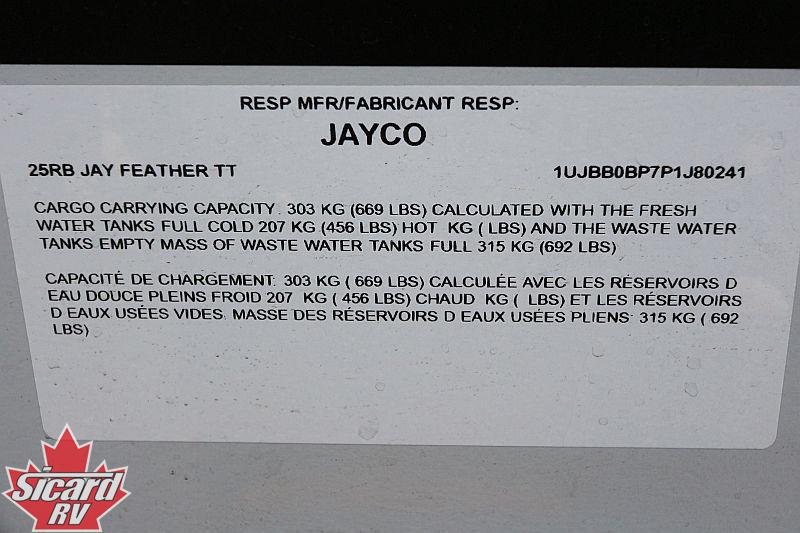 RESP MFR/FABRICANT RESP:
JAYCO
25RB JAY FEATHER TT 1UJBB0BP7P1J80241
CARGO CARRYING CAPACITY: 303 KG (669 LBS) CALCULATED WITH THE FRESH
WATER TANKS FULL COLD 207 KG (456 LBS) HOT KG ( LBS) AND THE WASTE WATER
TANKS EMPTY MASS OF WASTE WATER TANKS FULL 315 KG (692 LBS)
CAPACITÉ DE CHARGEMENT: 303 KG ( 669 LBS) CALCULÉE AVEC LES RÉSERVOIRS D
EAU DOUCE PLEINS FROID 207 KG ( 456 LBS) CHAUD KG ( LBS) ET LES RÉSERVOIRS
D EAUX USÉES VIDES. MASSE DES RÉSERVOIRS D EAUX USÉES PLIENS: 315 KG ( 692
LBS)
Sicard
RV